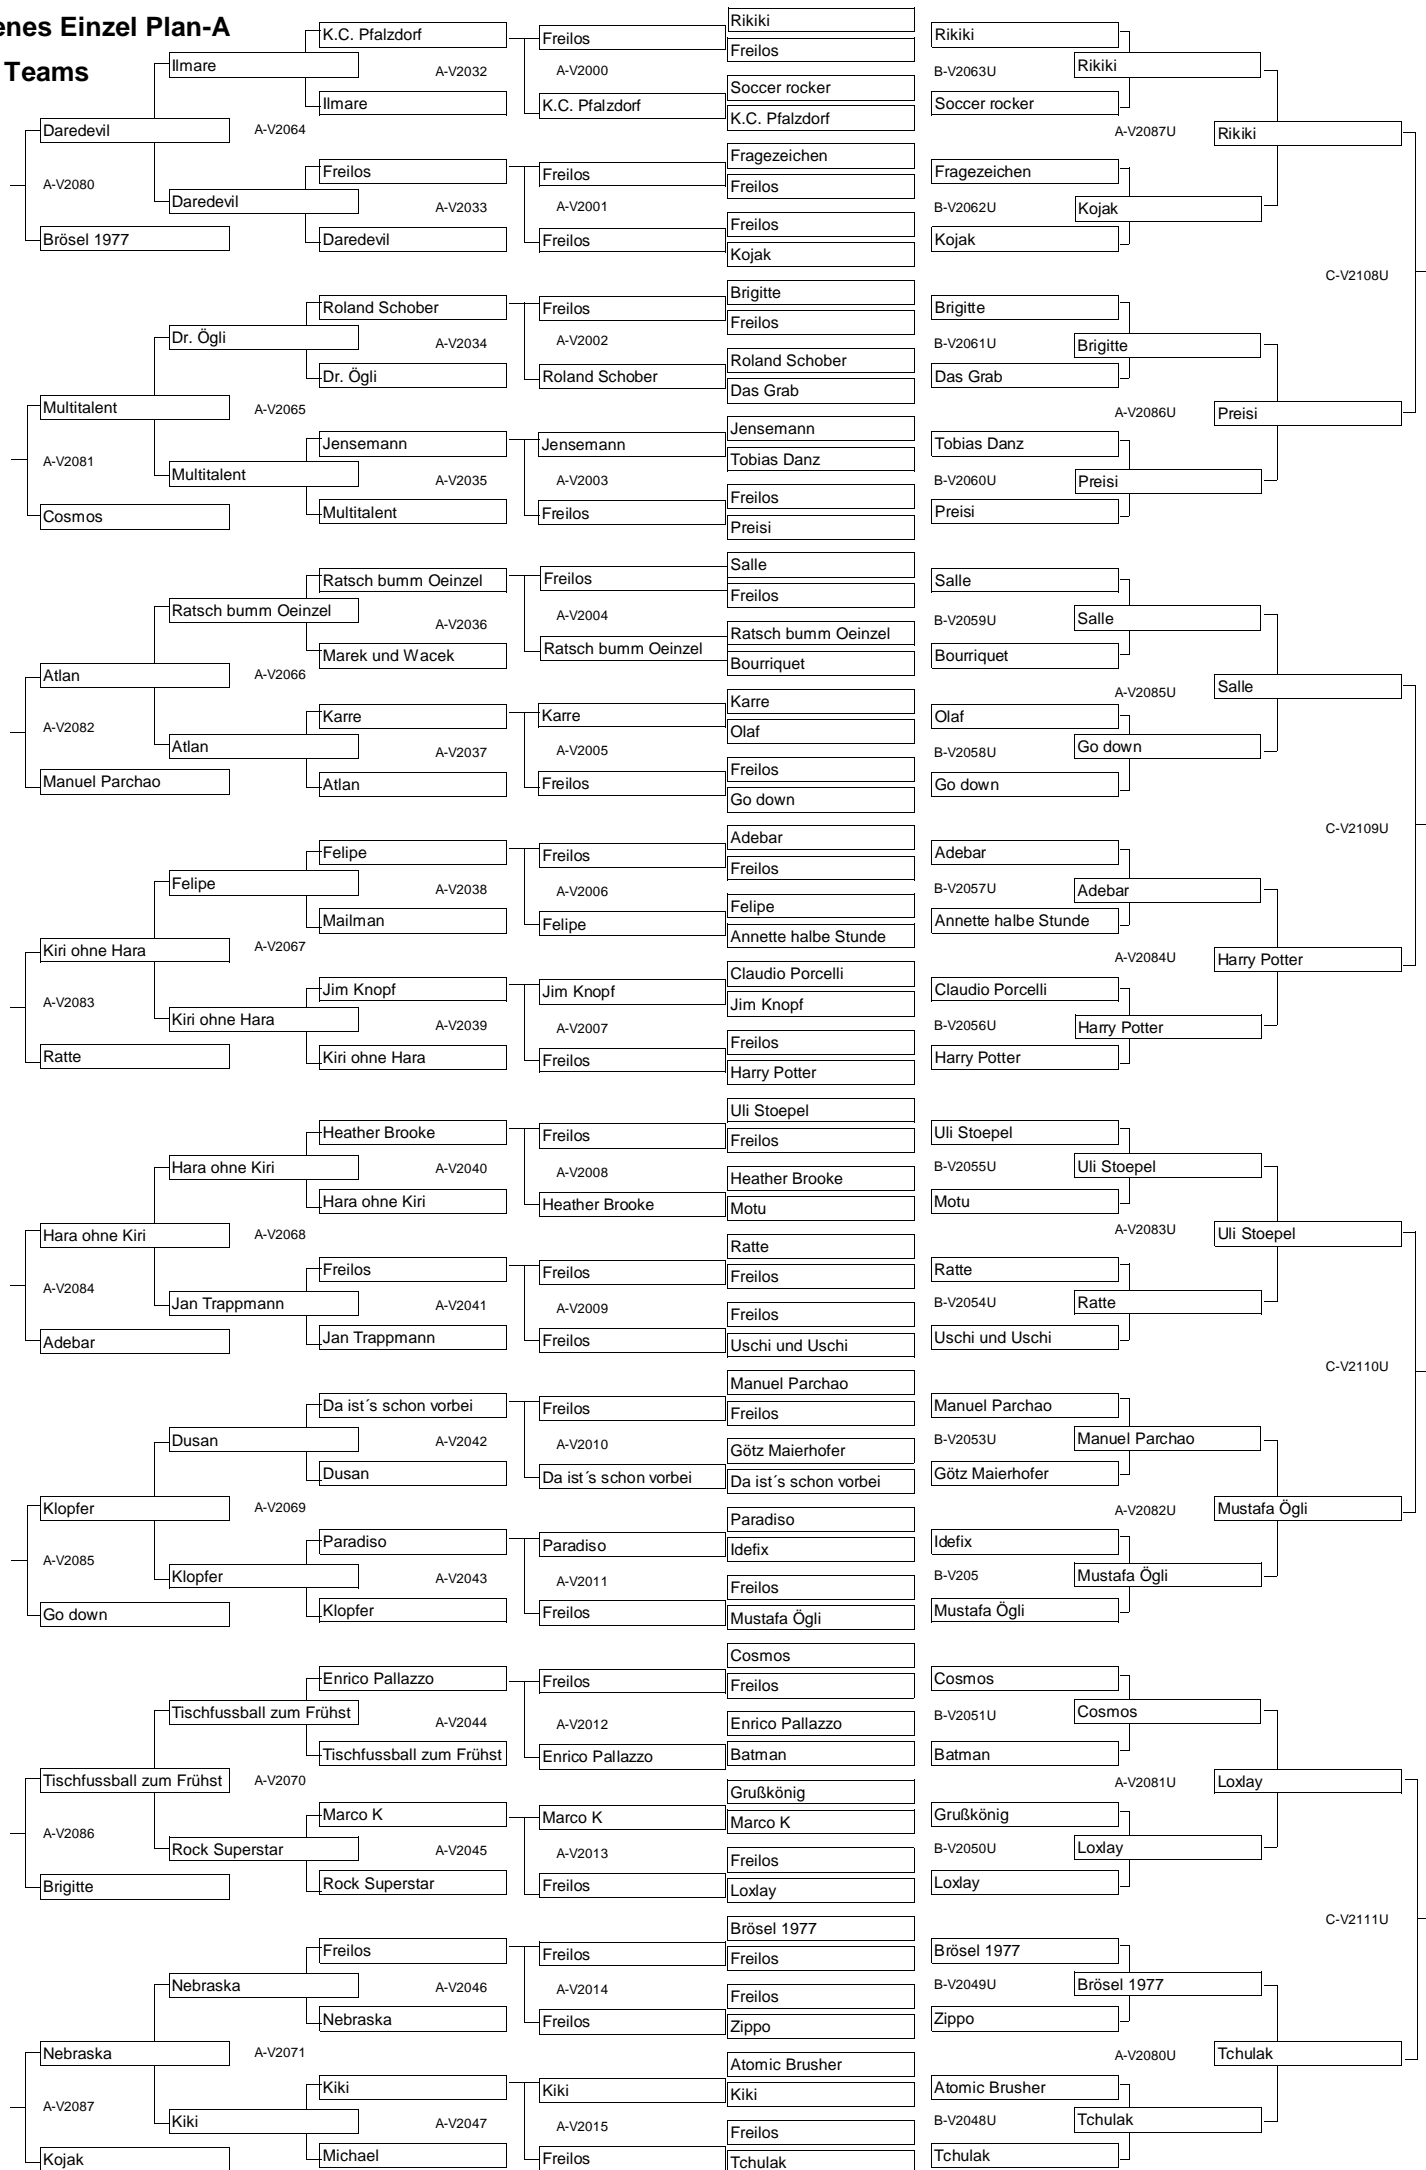 enes Einzel Plan-A
Teams
Rikiki
K.C. Pfalzdorf
Freilos
Rikiki
Freilos
Ilmare
A-V2032
A-V2000
B-V2063U
Rikiki
Soccer rocker
Ilmare
K.C. Pfalzdorf
Soccer rocker
K.C. Pfalzdorf
Daredevil
A-V2064
A-V2087U
Rikiki
Fragezeichen
Freilos
Freilos
Fragezeichen
Freilos
A-V2080
Daredevil
A-V2033
A-V2001
B-V2062U
Kojak
Freilos
Brösel 1977
Daredevil
Freilos
Kojak
Kojak
C-V2108U
Brigitte
Roland Schober
Freilos
Brigitte
Freilos
Dr. Ögli
A-V2034
A-V2002
B-V2061U
Brigitte
Roland Schober
Dr. Ögli
Roland Schober
Das Grab
Das Grab
Multitalent
A-V2065
A-V2086U
Preisi
Jensemann
Jensemann
Jensemann
Tobias Danz
Tobias Danz
A-V2081
Multitalent
A-V2035
A-V2003
B-V2060U
Preisi
Freilos
Cosmos
Multitalent
Freilos
Preisi
Preisi
Salle
Ratsch bumm Oeinzel
Freilos
Salle
Freilos
Ratsch bumm Oeinzel
A-V2036
A-V2004
B-V2059U
Salle
Ratsch bumm Oeinzel
Marek und Wacek
Ratsch bumm Oeinzel
Bourriquet
Bourriquet
Atlan
A-V2066
A-V2085U
Salle
Karre
Karre
Karre
Olaf
Olaf
A-V2082
Atlan
A-V2037
A-V2005
B-V2058U
Go down
Freilos
Manuel Parchao
Atlan
Freilos
Go down
Go down
C-V2109U
Adebar
Felipe
Freilos
Adebar
Freilos
Felipe
A-V2038
A-V2006
B-V2057U
Adebar
Felipe
Mailman
Felipe
Annette halbe Stunde
Annette halbe Stunde
Kiri ohne Hara
A-V2067
A-V2084U
Harry Potter
Claudio Porcelli
Jim Knopf
Jim Knopf
Claudio Porcelli
Jim Knopf
A-V2083
Kiri ohne Hara
A-V2039
A-V2007
B-V2056U
Harry Potter
Freilos
Ratte
Kiri ohne Hara
Freilos
Harry Potter
Harry Potter
Uli Stoepel
Heather Brooke
Freilos
Uli Stoepel
Freilos
Hara ohne Kiri
A-V2040
A-V2008
B-V2055U
Uli Stoepel
Heather Brooke
Hara ohne Kiri
Heather Brooke
Motu
Motu
Hara ohne Kiri
A-V2068
A-V2083U
Uli Stoepel
Ratte
Freilos
Freilos
Ratte
Freilos
A-V2084
Jan Trappmann
A-V2041
A-V2009
B-V2054U
Ratte
Freilos
Adebar
Jan Trappmann
Freilos
Uschi und Uschi
Uschi und Uschi
C-V2110U
Manuel Parchao
Da ist´s schon vorbei
Freilos
Manuel Parchao
Freilos
Dusan
A-V2042
A-V2010
B-V2053U
Manuel Parchao
Götz Maierhofer
Dusan
Da ist´s schon vorbei
Götz Maierhofer
Da ist´s schon vorbei
Klopfer
A-V2069
A-V2082U
Mustafa Ögli
Paradiso
Paradiso
Paradiso
Idefix
Idefix
A-V2085
Klopfer
A-V2043
A-V2011
B-V205
Mustafa Ögli
Freilos
Go down
Klopfer
Freilos
Mustafa Ögli
Mustafa Ögli
Cosmos
Enrico Pallazzo
Freilos
Cosmos
Freilos
Tischfussball zum Frühst
A-V2044
A-V2012
B-V2051U
Cosmos
Enrico Pallazzo
Tischfussball zum Frühst
Enrico Pallazzo
Batman
Batman
Tischfussball zum Frühst
A-V2070
A-V2081U
Loxlay
Grußkönig
Marco K
Marco K
Grußkönig
Marco K
A-V2086
Rock Superstar
A-V2045
A-V2013
B-V2050U
Loxlay
Freilos
Brigitte
Rock Superstar
Freilos
Loxlay
Loxlay
C-V2111U
Brösel 1977
Freilos
Freilos
Brösel 1977
Freilos
Nebraska
A-V2046
A-V2014
B-V2049U
Brösel 1977
Freilos
Nebraska
Freilos
Zippo
Zippo
Nebraska
A-V2071
A-V2080U
Tchulak
Atomic Brusher
Kiki
Kiki
Atomic Brusher
Kiki
A-V2087
Kiki
A-V2047
A-V2015
B-V2048U
Tchulak
Freilos
Kojak
Michael
Freilos
Tchulak
Tchulak